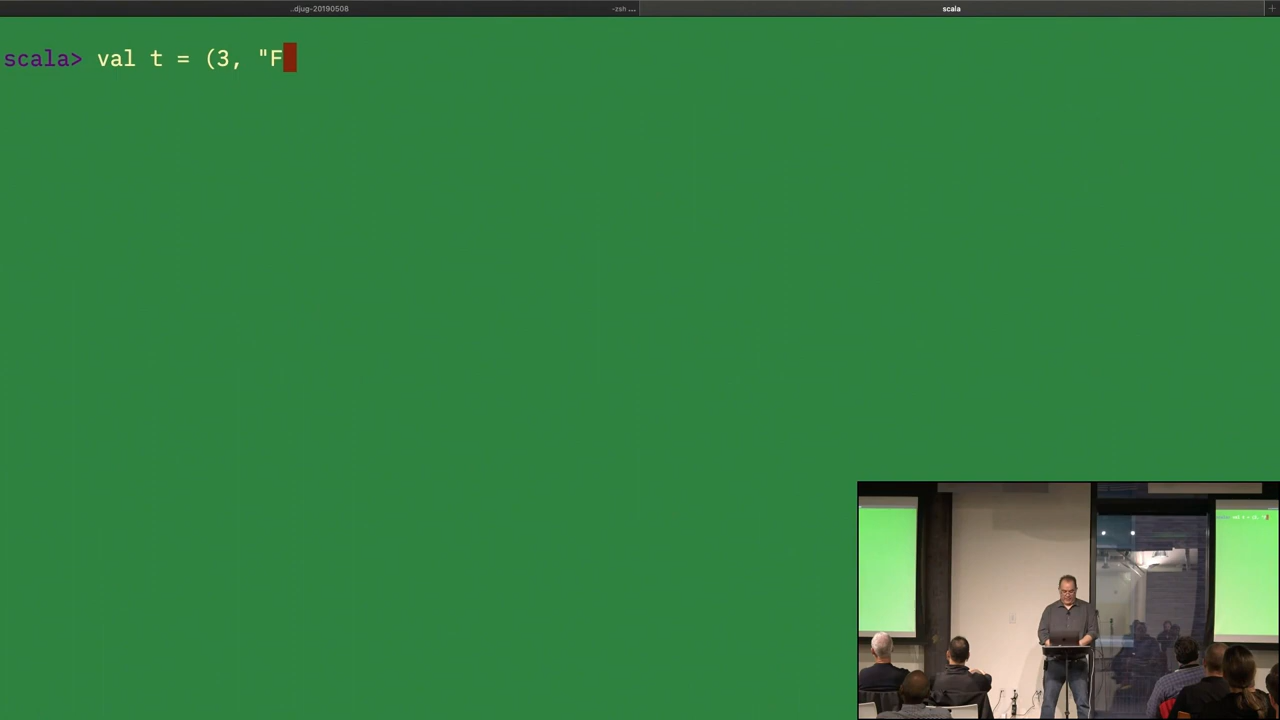 ..djug-20190508
-zsh ...
scala
scala> val t = (3, "F